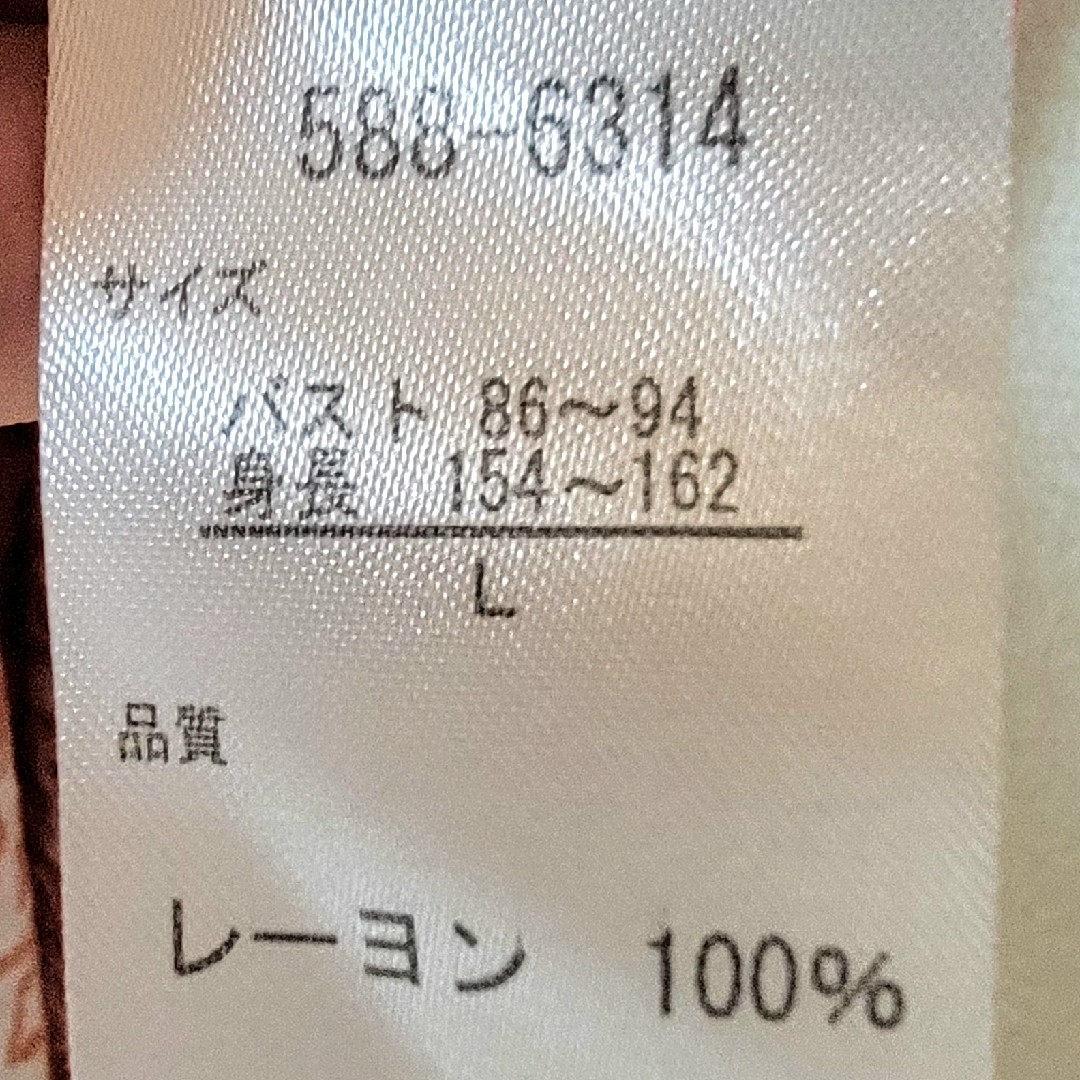 588-6314
サイズ
バスト 86～94
身長 154～162
L
品質
レーヨン 100%